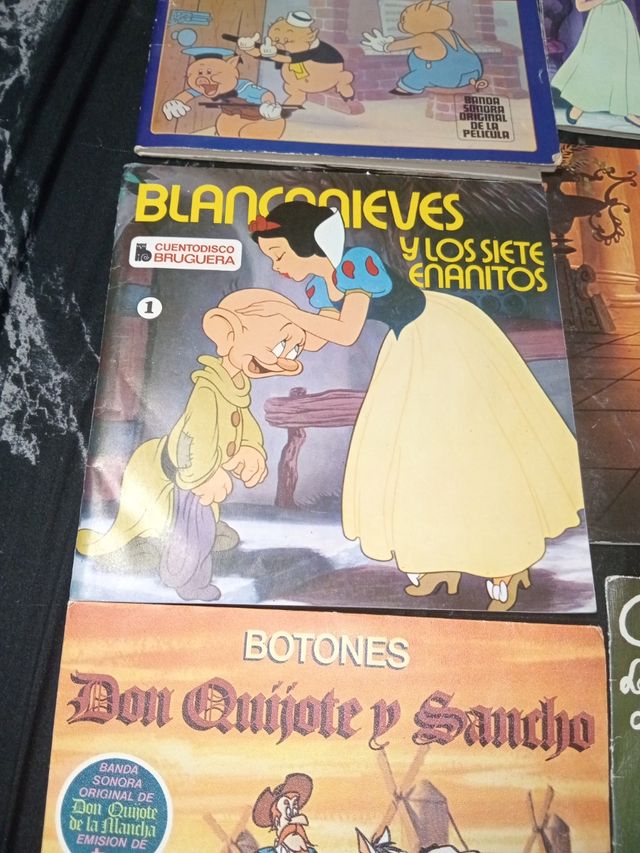 BANDA
SONORA
ORIGINAL
DE LA
PELICULA
BLANCANIEVES
Y LOS SIETE
ENANITOS
CUENTODISCO
BRUGUERA
1
BOTONES
Don Quijote y Sancho
BANDA
SONORA
ORIGINAL DE
Don Quijote
de la Mancha
EMISION DE